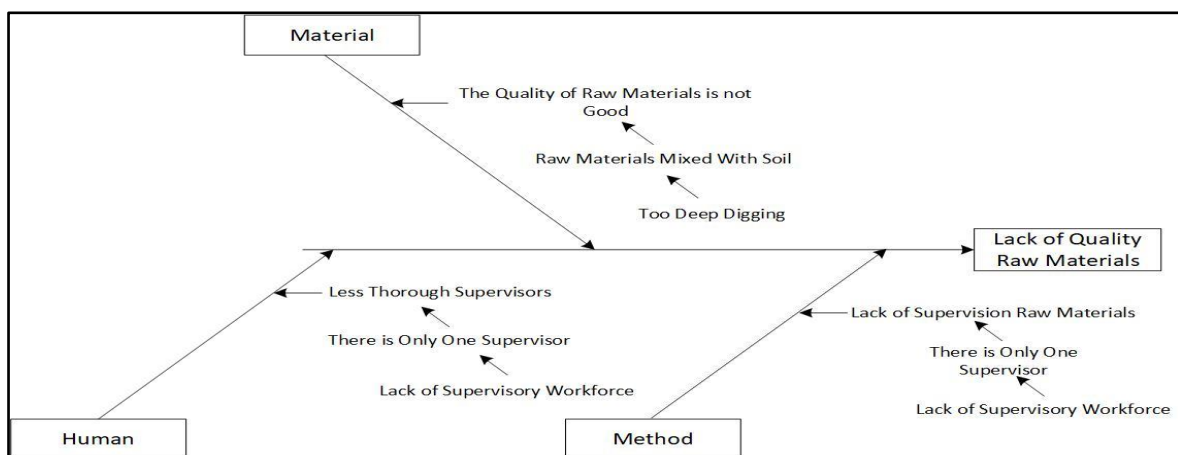 Material
The Quality of Raw Materials is not
Good
Raw Materials Mixed With Soil
Too Deep Digging
Lack of Quality
Raw Materials
Less Thorough Supervisors
There is Only One Supervisor
Lack of Supervisory Workforce
Lack of Supervision Raw Materials
There is Only One
Supervisor
Lack of Supervisory Workforce
Human
Method